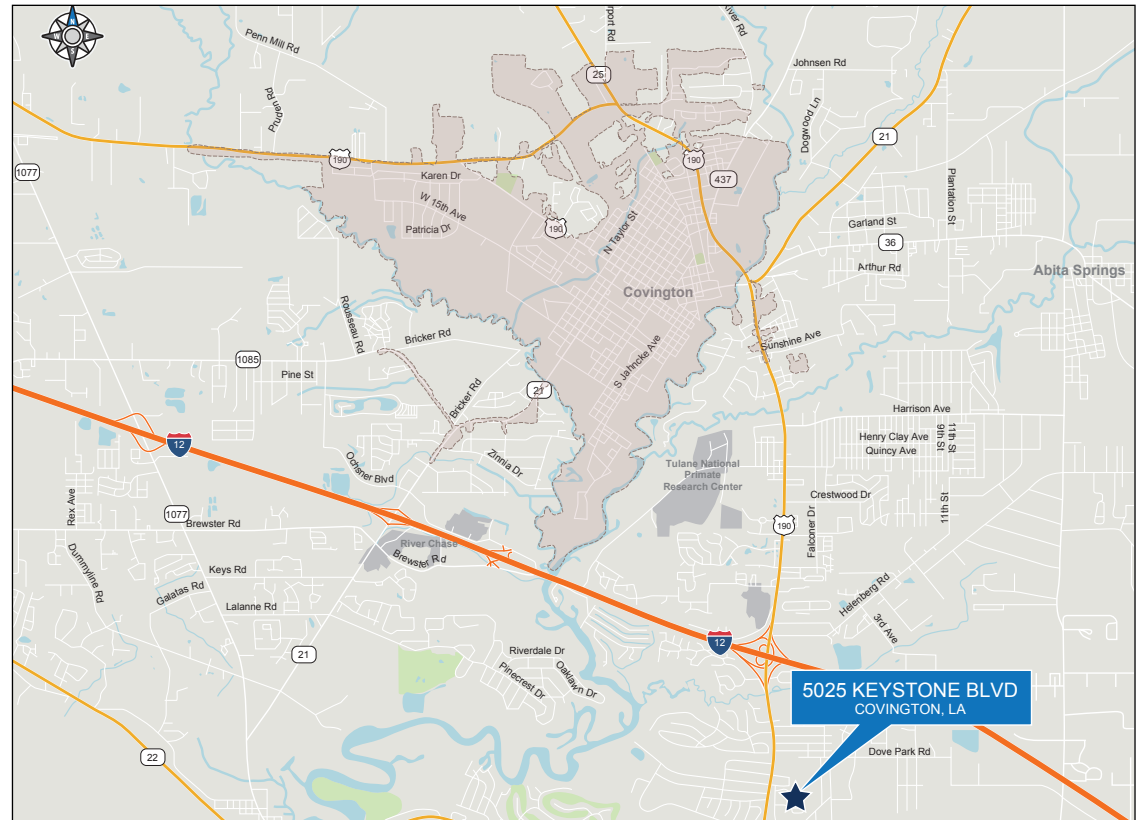 N
E
S
W
Penn Mill Rd
rport Rd
River Rd
Johnsen Rd
25
Prugen Rd
Dogwood Ln
21
190
190
1077
Karen Dr
437
Plantation St
W 15th Ave
Patricia Dr
190
N Taylor St
Garland St
36
Arthur Rd
Abita Springs
Covington
Rousseau Rd
Bricker Rd
Sunshine Ave
1085
Pine St
S Jahncke Ave
Bricker Rd
21
Harrison Ave
12
Henry Clay Ave
Quincy Ave
11th St
9th St
Ochsner Blvd
Zinnia Dr
Tulane National
Primate
Research Center
Crestwood Dr
11th St
Rex Ave
1077
Brewster Rd
190
Falconer Dr
River Chase
Brewster Rd
Dummyline Rd
Keys Rd
Galatas Rd
Helenberg Rd
Lalanne Rd
3rd Ave
12
21
Riverdale Dr
Pinecrest Dr
Oaklawn Dr
5025 KEYSTONE BLVD
COVINGTON, LA
22
Dove Park Rd